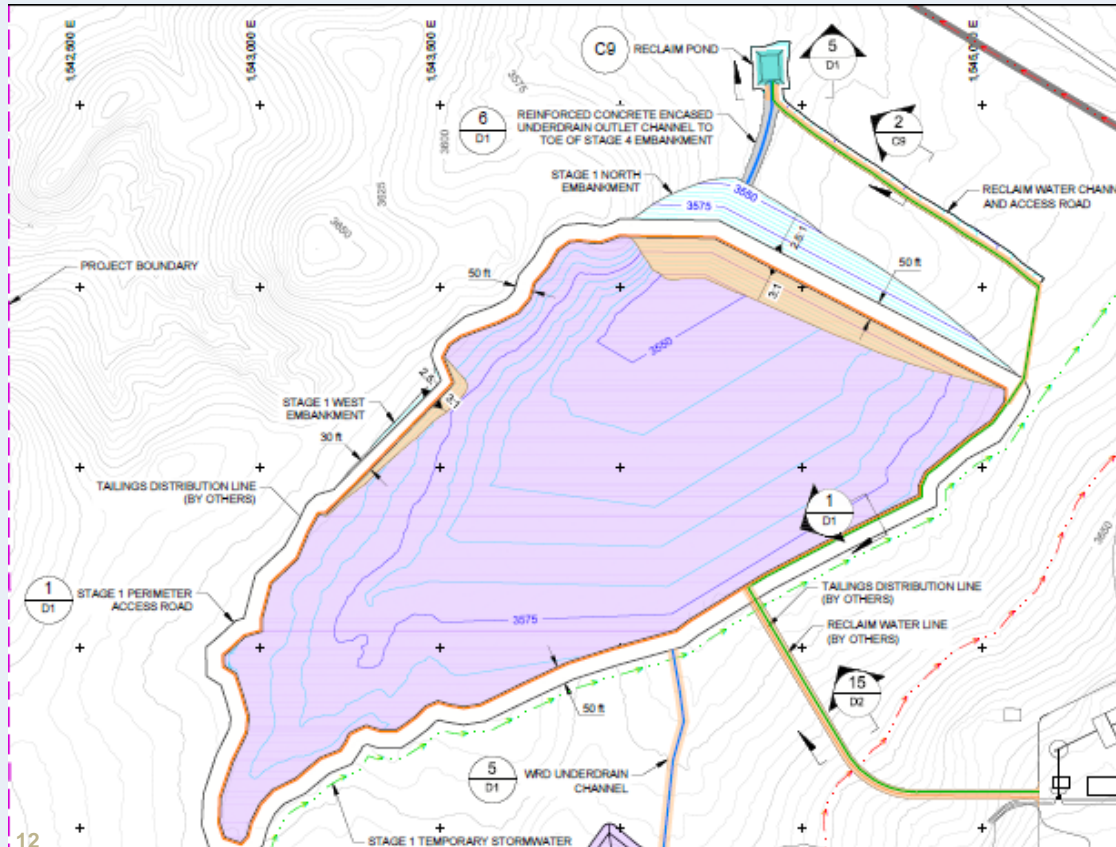 1,542,500 E
1,543,000 E
1,543,500 E
1,545,000 E
C9
RECLAIM POND
5
D1
3575
6
D1
REINFORCED CONCRETE ENCASED
UNDERDRAIN OUTLET CHANNEL TO
TOE OF STAGE 4 EMBANKMENT
2
C9
3600
STAGE 1 NORTH
EMBANKMENT
3550
3575
RECLAIM WATER CHANN
AND ACCESS ROAD
3625
3650
2.5:1
PROJECT BOUNDARY
50 ft
50 ft
3:1
3550
2.5:
3:1
STAGE 1 WEST
EMBANKMENT
30 ft
TAILINGS DISTRIBUTION LINE
(BY OTHERS)
1
D1
3650
1
D1
STAGE 1 PERIMETER
ACCESS ROAD
TAILINGS DISTRIBUTION LINE
(BY OTHERS)
3575
RECLAIM WATER LINE
(BY OTHERS)
15
D2
50 ft
5
D1
WRD UNDERDRAIN
CHANNEL
12
STAGE 1 TEMPORARY STORMWATER